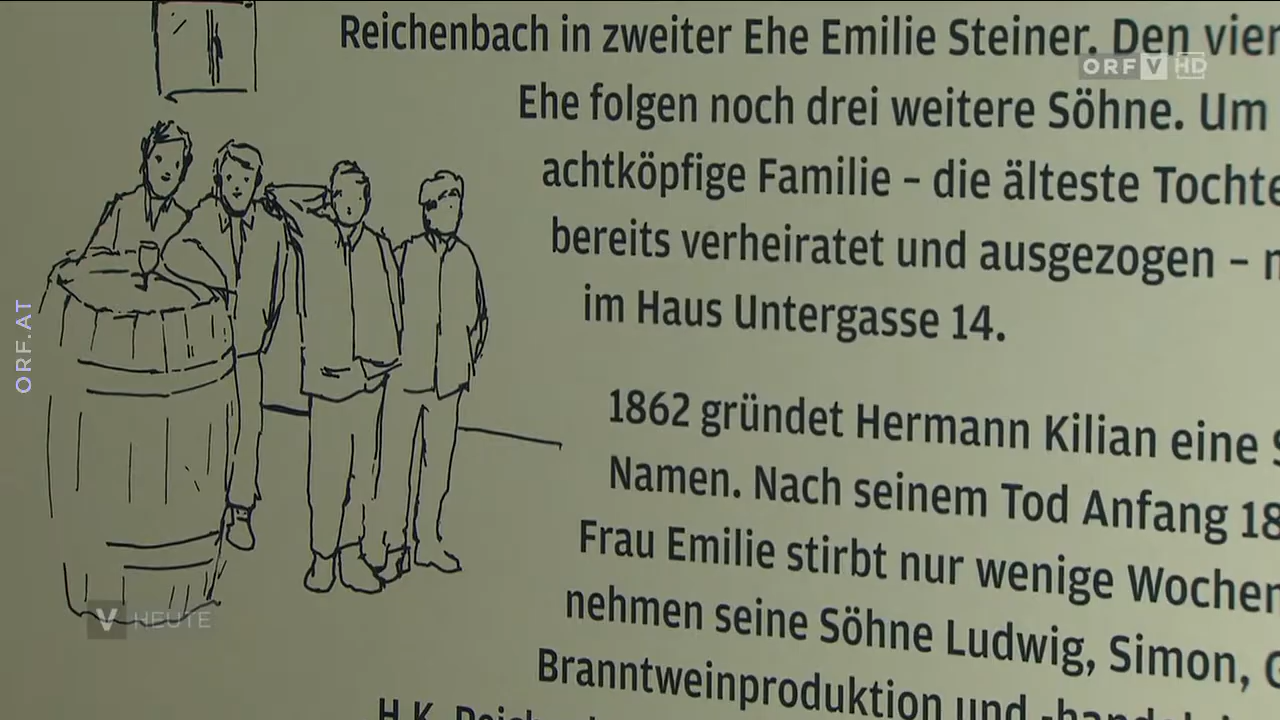 Reichenbach in zweiter Ehe Emilie Steiner. Den vier
ORF V HD
Ehe folgen noch drei weitere Söhne. Um
achtköpfige Familie – die älteste Tochte
bereits verheiratet und ausgezogen –
im Haus Untergasse 14.
ORF.AT
1862 gründet Hermann Kilian eine
Namen. Nach seinem Tod Anfang 18
Frau Emilie stirbt nur wenige Wochen
nehmen seine Söhne Ludwig, Simon, G
V HEUTE
Branntweinproduktion und
H.K.